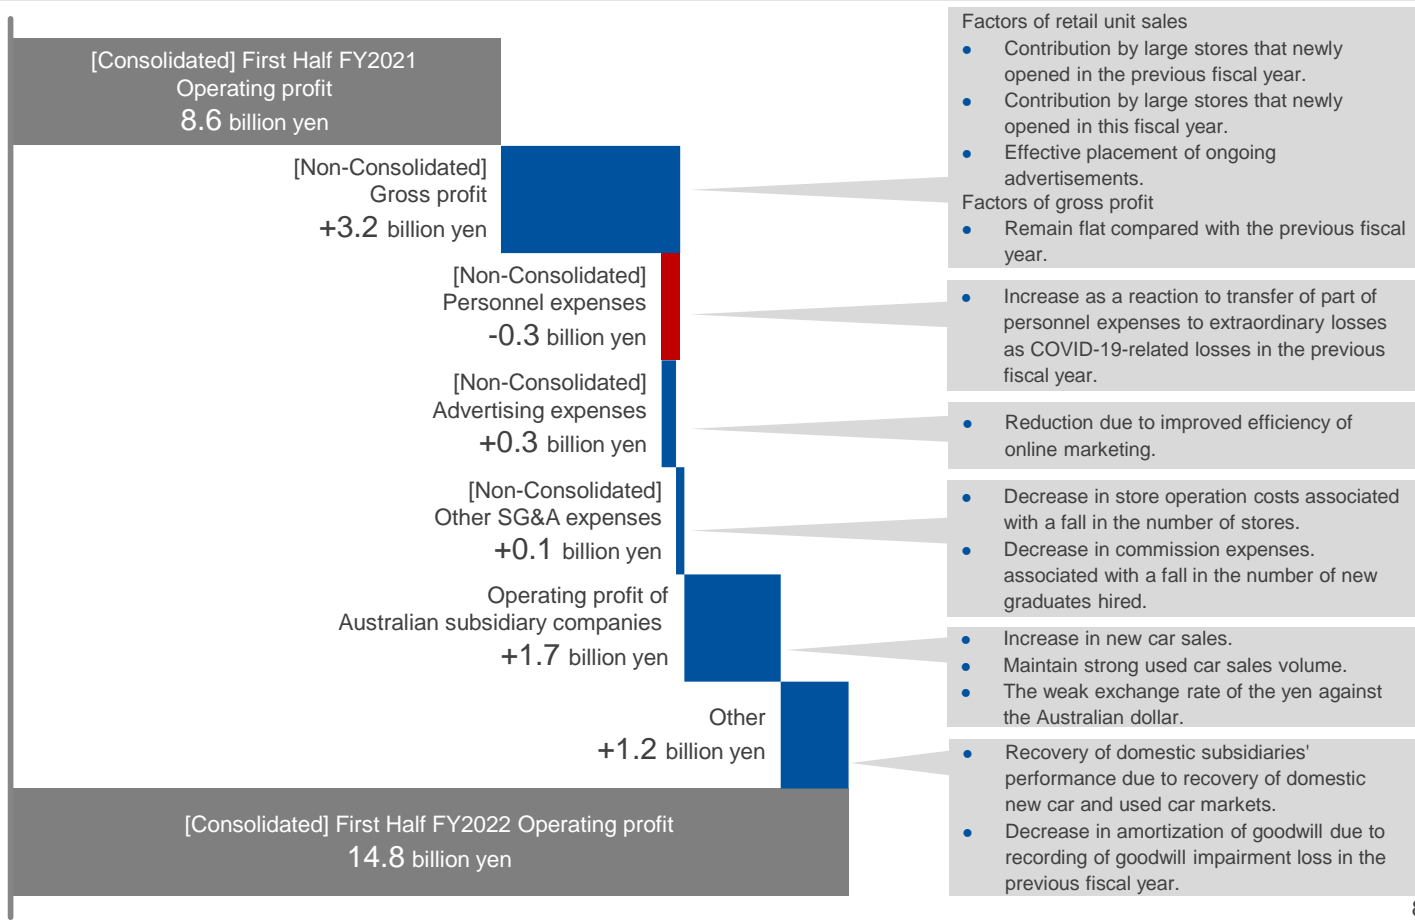 [Consolidated] First Half FY2021
Operating profit
8.6 billion yen
[Non-Consolidated]
Gross profit
+3.2 billion yen
[Non-Consolidated]
Personnel expenses
-0.3 billion yen
[Non-Consolidated]
Advertising expenses
+0.3 billion yen
[Non-Consolidated]
Other SG&A expenses
+0.1 billion yen
Operating profit of
Australian subsidiary companies
+1.7 billion yen
Other
+1.2 billion yen
[Consolidated] First Half FY2022 Operating profit
14.8 billion yen
Factors of retail unit sales
● Contribution by large stores that newly
opened in the previous fiscal year.
● Contribution by large stores that newly
opened in this fiscal year.
● Effective placement of ongoing
advertisements.
Factors of gross profit
● Remain flat compared with the previous fiscal
year.
● Increase as a reaction to transfer of part of
personnel expenses to extraordinary losses
as COVID-19-related losses in the previous
fiscal year.
● Reduction due to improved efficiency of
online marketing.
● Decrease in store operation costs associated
with a fall in the number of stores.
● Decrease in commission expenses.
associated with a fall in the number of new
graduates hired.
● Increase in new car sales.
● Maintain strong used car sales volume.
● The weak exchange rate of the yen against
the Australian dollar.
● Recovery of domestic subsidiaries'
performance due to recovery of domestic
new car and used car markets.
● Decrease in amortization of goodwill due to
recording of goodwill impairment loss in the
previous fiscal year.